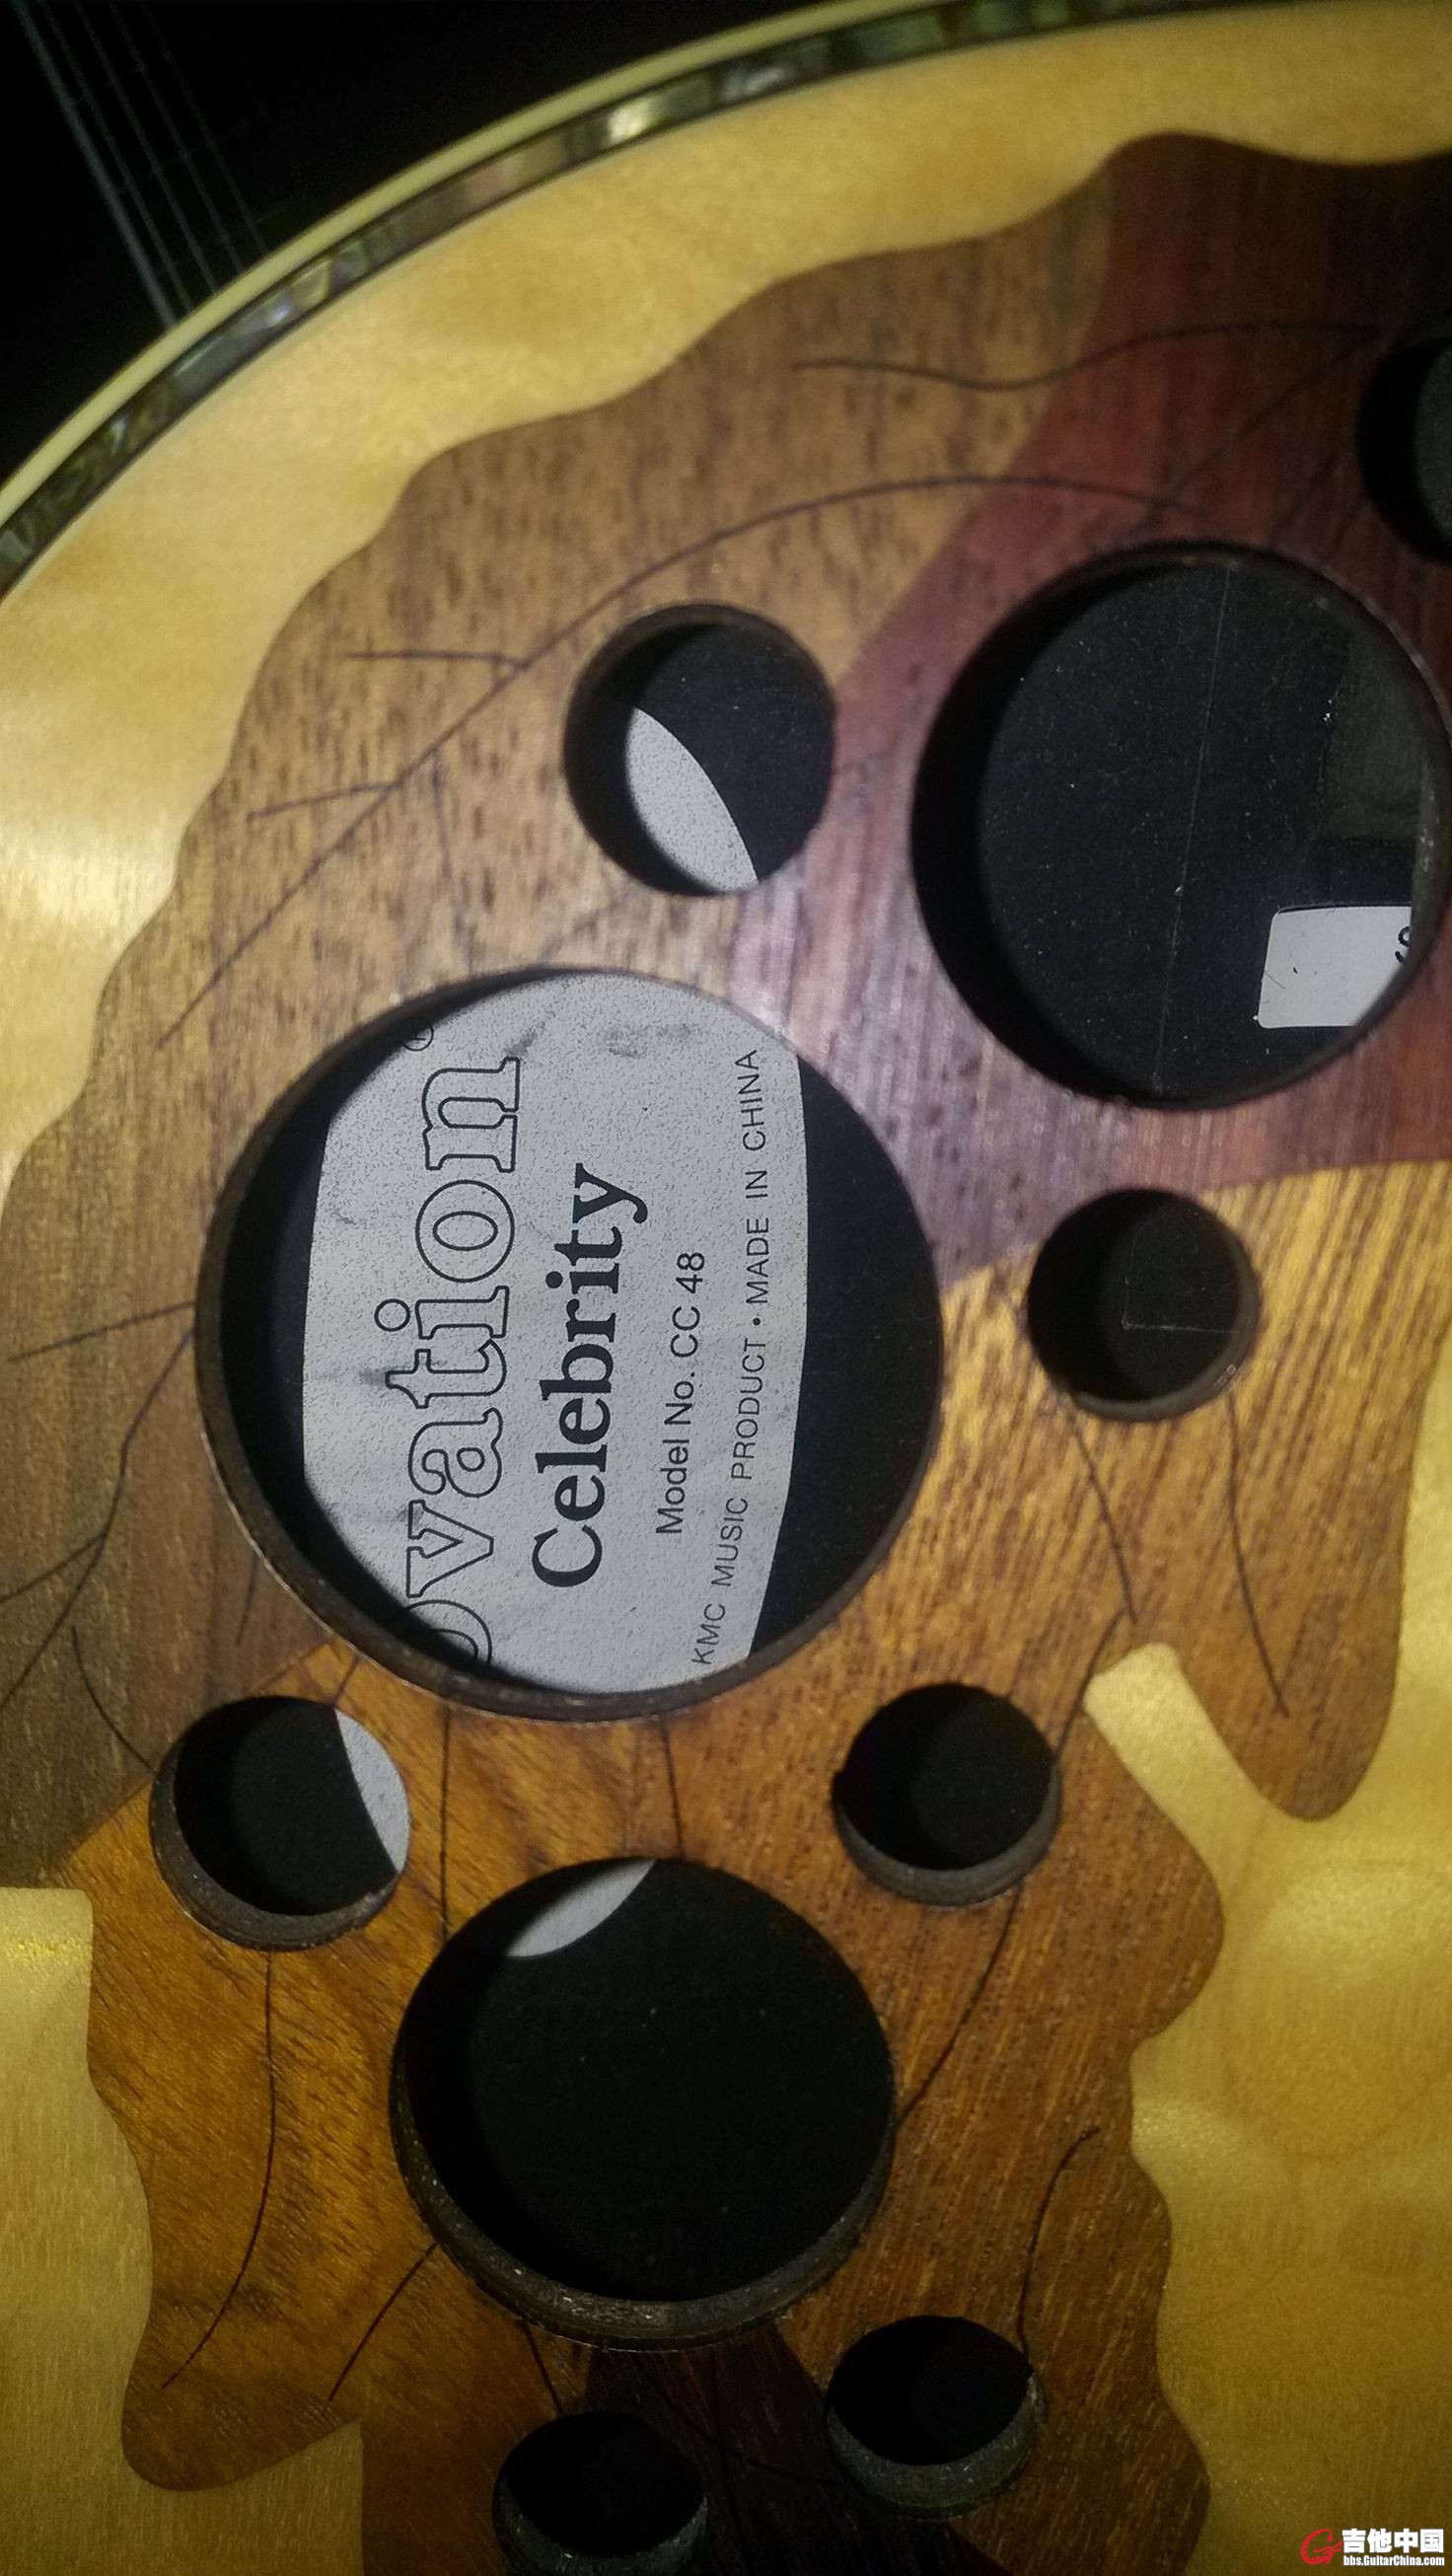 Ovation®
Celebrity
Model No. CC 48
KMC MUSIC PRODUCT • MADE IN CHINA
吉他中国
bbs.GuitarChina.com